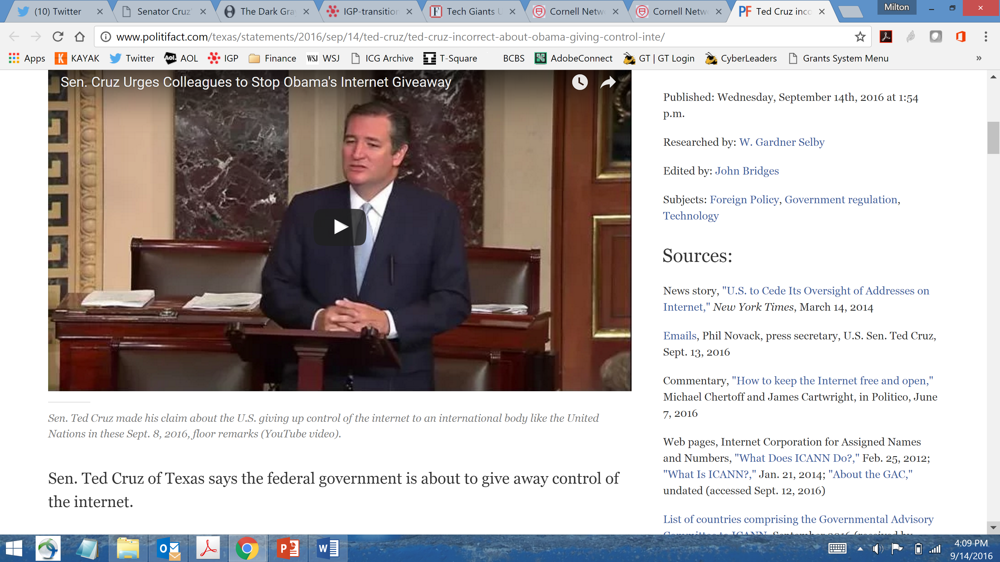 (10) Twitter
Senator Cruz'
The Dark Gra
IGP-transition
Tech Giants U
Cornell Netw
Cornell Netw
PF Ted Cruz inco
Milton
www.politifact.com/texas/statements/2016/sep/14/ted-cruz/ted-cruz-incorrect-about-obama-giving-control-inte/
Apps
KAYAK
Twitter
Aol. AOL
IGP
Finance
WSJ WSJ
ICG Archive
T-Square
BCBS
AdobeConnect
GT | GT Login
CyberLeaders
Grants System Menu
»
Sen. Cruz Urges Colleagues to Stop Obama's Internet Giveaway
Sen. Ted Cruz made his claim about the U.S. giving up control of the internet to an international body like the United
Nations in these Sept. 8, 2016, floor remarks (YouTube video).
Sen. Ted Cruz of Texas says the federal government is about to give away control of
the internet.
Published: Wednesday, September 14th, 2016 at 1:54
p.m.
Researched by: W. Gardner Selby
Edited by: John Bridges
Subjects: Foreign Policy, Government regulation,
Technology
Sources:
News story, "U.S. to Cede Its Oversight of Addresses on
Internet," New York Times, March 14, 2014
Emails, Phil Novack, press secretary, U.S. Sen. Ted Cruz,
Sept. 13, 2016
Commentary, "How to keep the Internet free and open,"
Michael Chertoff and James Cartwright, in Politico, June
7, 2016
Web pages, Internet Corporation for Assigned Names
and Numbers, "What Does ICANN Do?," Feb. 25, 2012;
"What Is ICANN?," Jan. 21, 2014; "About the GAC,"
undated (accessed Sept. 12, 2016)
List of countries comprising the Governmental Advisory
Committee to ICANN, September 2016 (received by
4:09 PM
9/14/2016